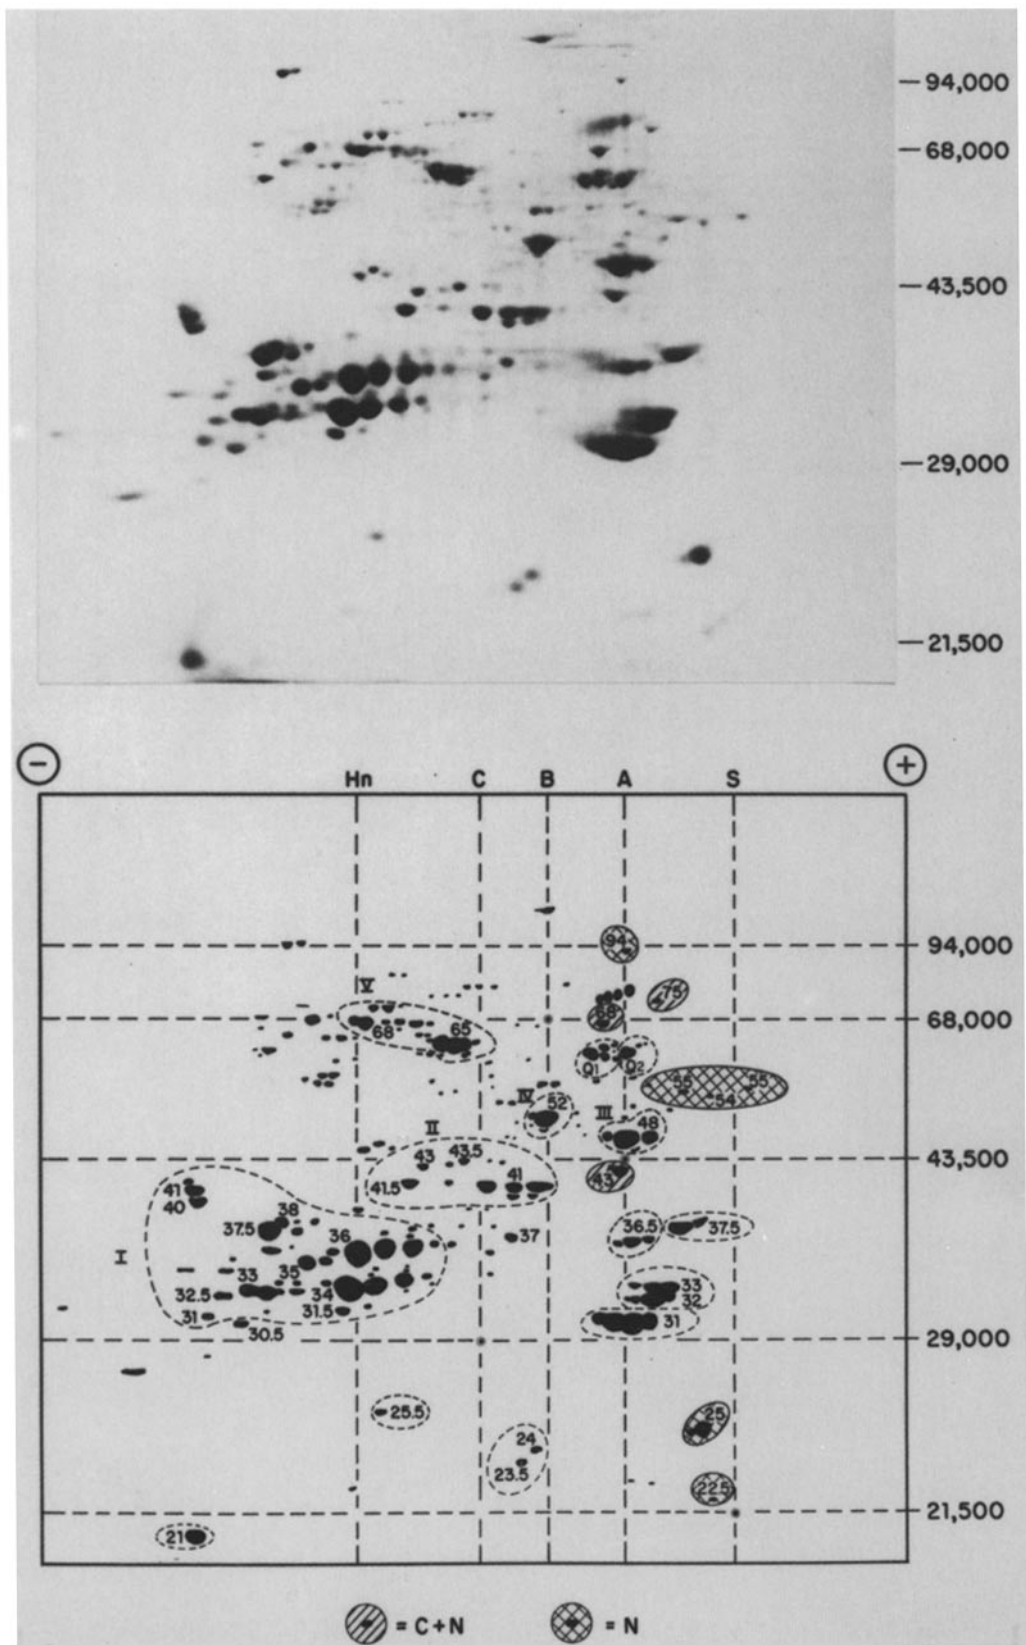 94,000
68,000
43,500
29,000
21,500
− +
Hn C B A S
94,000
94
V
75
68
68,000
68 65
Q1 Q2
IV
52
55 55
54
III
48
II
43 43.5
43,500
43
41 41.5 41
40
38
37.5 36 37 36.5 37.5
I
35
33 34 33
32.5 32
31 31.5 31
30.5
29,000
25.5 25
24
23.5 22.5
21,500
21
= C+N = N